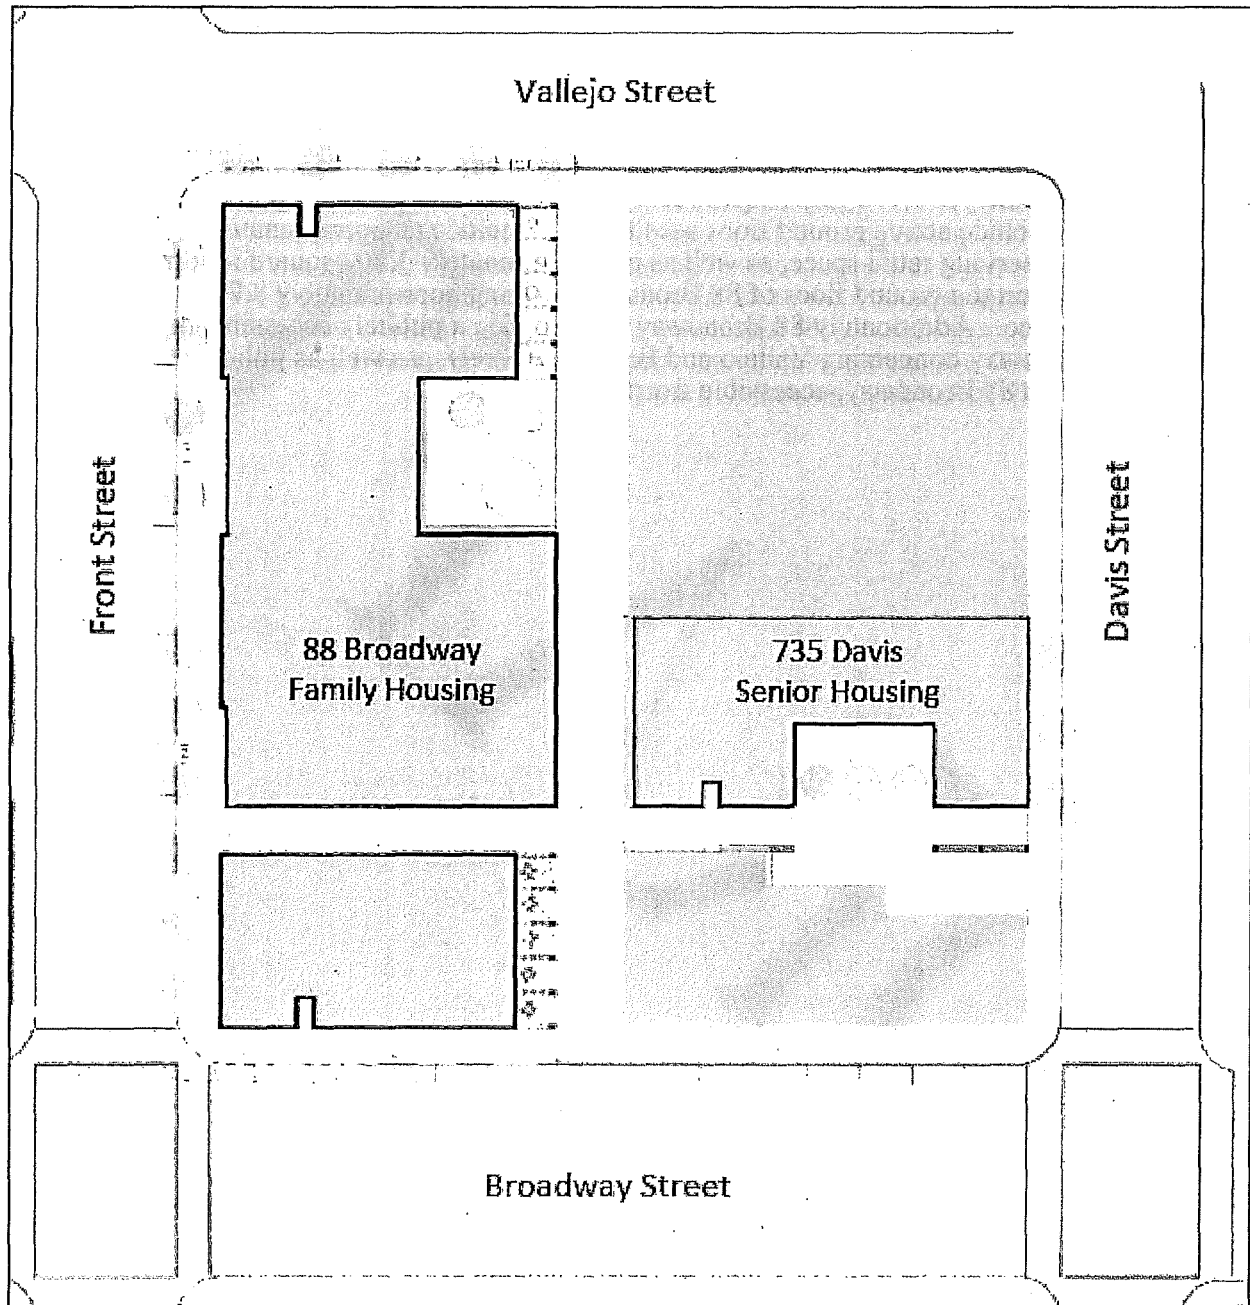 Vallejo Street
Front Street
88 Broadway
Family Housing
735 Davis
Senior Housing
Davis Street
Broadway Street